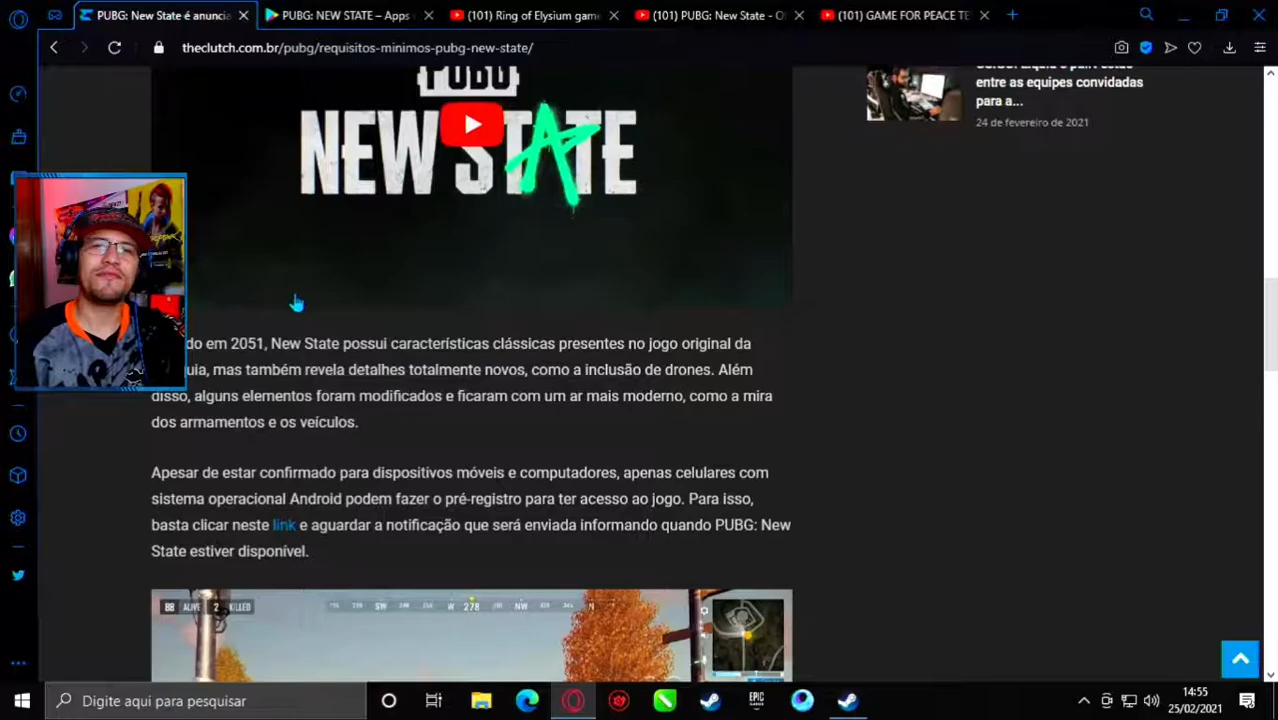 PUBG: New State é anuncia
PUBG: NEW STATE – Apps
(101) Ring of Elysium game
(101) PUBG: New State - O
(101) GAME FOR PEACE TE
theclutch.com.br/pubg/requisitos-minimos-pubg-new-state/
PUBG
NEW STATE
entre as equipes convidadas
para a...
24 de fevereiro de 2021
do em 2051, New State possui características clássicas presentes no jogo original da
uia, mas também revela detalhes totalmente novos, como a inclusão de drones. Além
disso, alguns elementos foram modificados e ficaram com um ar mais moderno, como a mira
dos armamentos e os veículos.
Apesar de estar confirmado para dispositivos móveis e computadores, apenas celulares com
sistema operacional Android podem fazer o pré-registro para ter acesso ao jogo. Para isso,
basta clicar neste link e aguardar a notificação que será enviada informando quando PUBG: New
State estiver disponível.
88 ALIVE 2 KILLED
SW W 278 NW N
Digite aqui para pesquisar
EPIC
14:55
25/02/2021